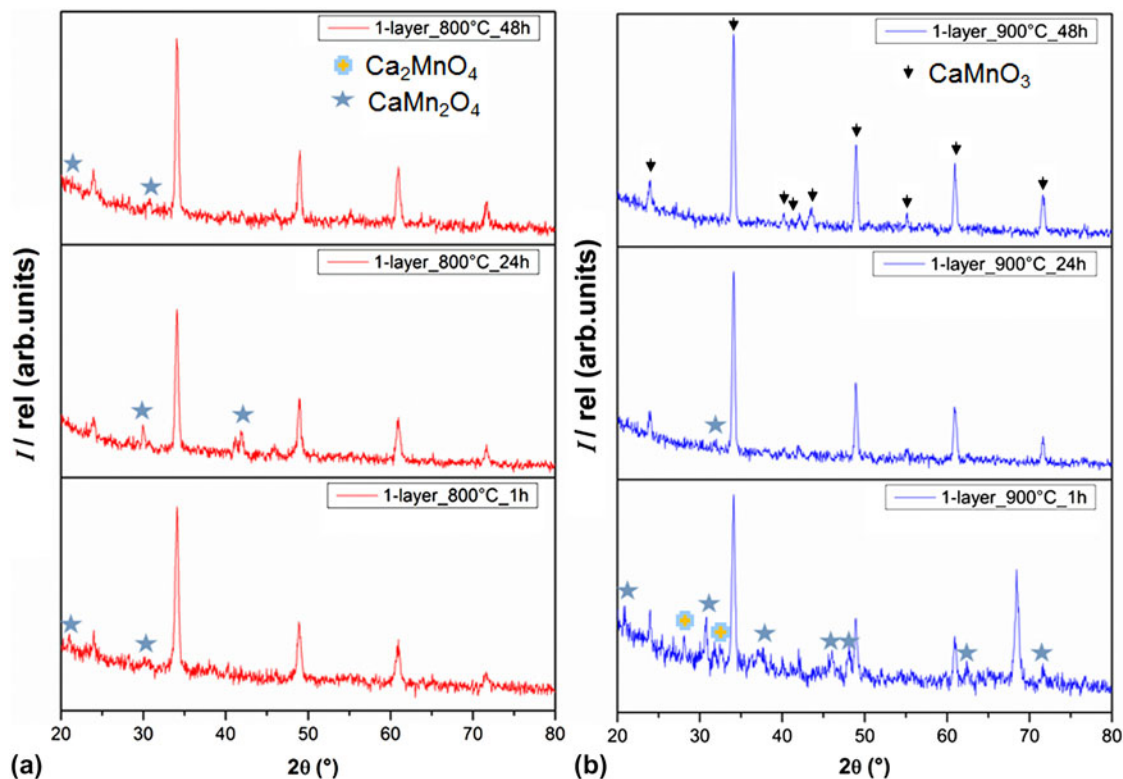 1-layer_800°C_48h
Ca₂MnO₄
CaMn₂O₄
1-layer_800°C_24h
1-layer_800°C_1h
I / rel (arb.units)
20 30 40 50 60 70 80
2θ (°)
(a)
1-layer_900°C_48h
CaMnO₃
1-layer_900°C_24h
1-layer_900°C_1h
I / rel (arb.units)
20 30 40 50 60 70 80
2θ (°)
(b)